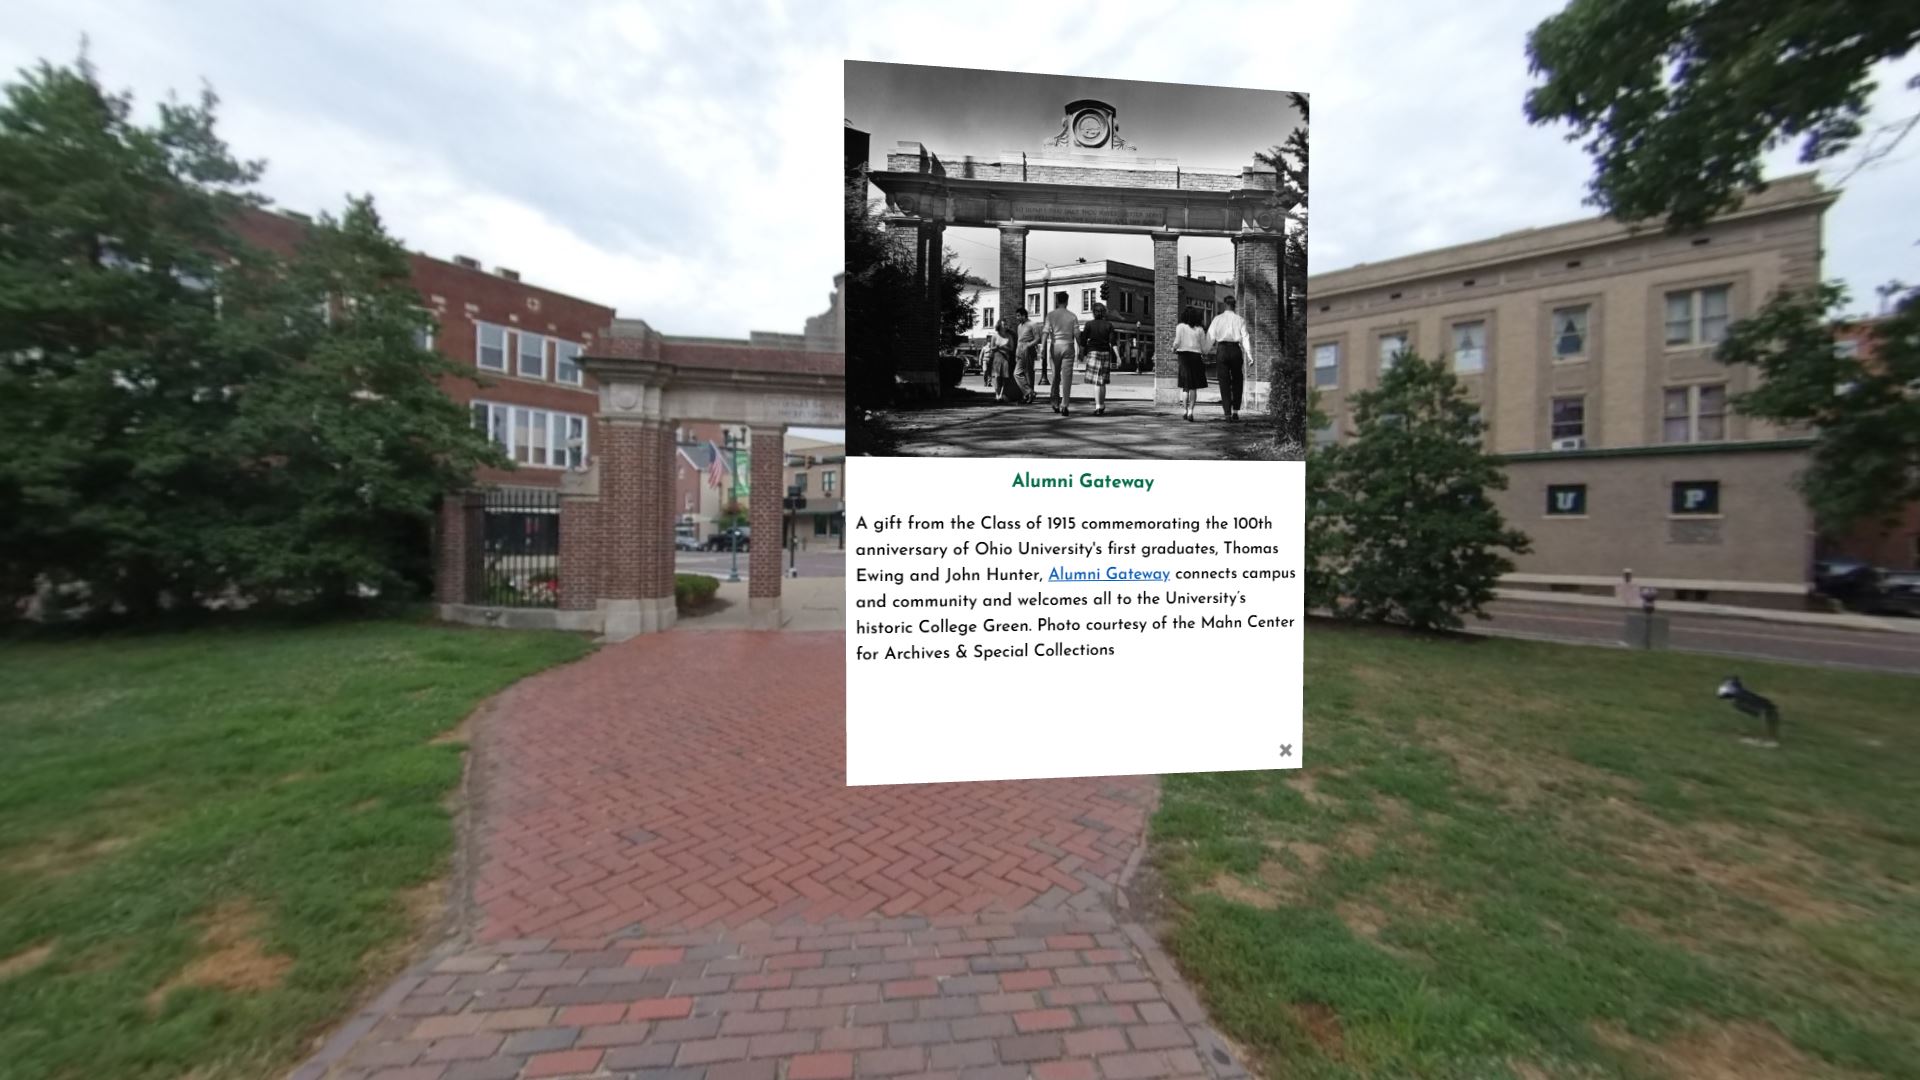 Alumni Gateway
A gift from the Class of 1915 commemorating the 100th
anniversary of Ohio University's first graduates, Thomas
Ewing and John Hunter, Alumni Gateway connects campus
and community and welcomes all to the University's
historic College Green. Photo courtesy of the Mahn Center
for Archives & Special Collections
U
P